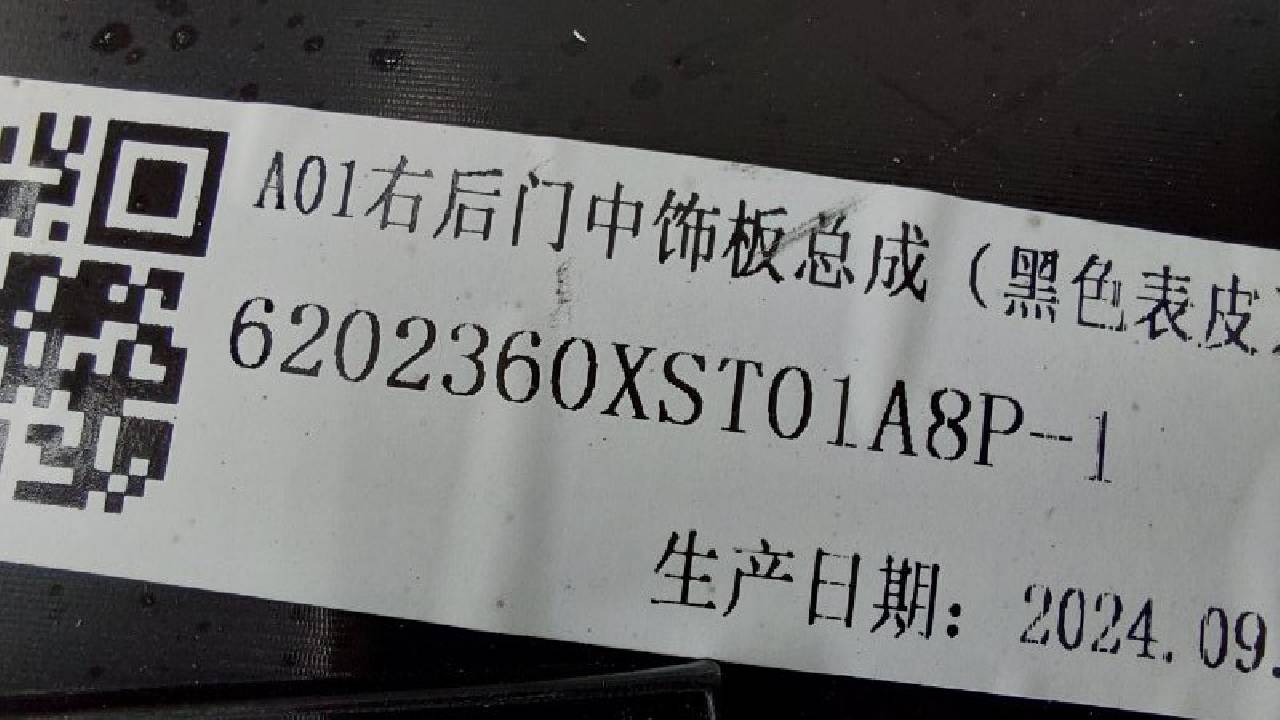 A01右后门中饰板总成（黑色表皮
6202360XST01A8P-1
生产日期：2024.09.